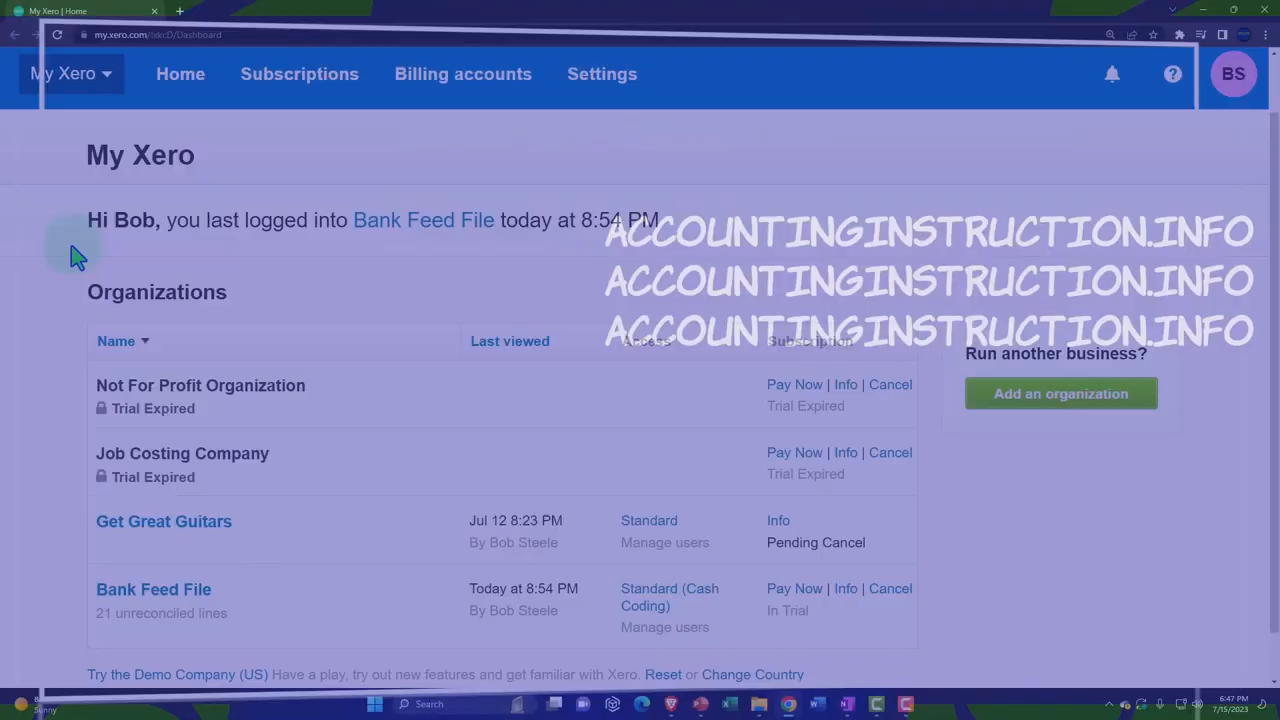 My Xero | Home
my.xero.com/
/Dashboard
My Xero
Home
Subscriptions
Billing accounts
Settings
BS
My Xero
Hi Bob, you last logged into Bank Feed File today at 8:54 PM
ACCOUNTINGINSTRUCTION.INFO
ACCOUNTINGINSTRUCTION.INFO
ACCOUNTINGINSTRUCTION.INFO
Organizations
Name
Last viewed
Access
Subscription
Run another business?
Add an organization
Not For Profit Organization
Pay Now | Info | Cancel
Trial Expired
Trial Expired
Job Costing Company
Pay Now | Info | Cancel
Trial Expired
Trial Expired
Get Great Guitars
Jul 12 8:23 PM
Standard
Info
By Bob Steele
Manage users
Pending Cancel
Bank Feed File
Today at 8:54 PM
Standard (Cash
Coding)
Pay Now | Info | Cancel
21 unreconciled lines
By Bob Steele
In Trial
Manage users
Try the Demo Company (US) Have a play, try out new features and get familiar with Xero. Reset or Change Country
Sunny
Search
6:47 PM
7/15/2023